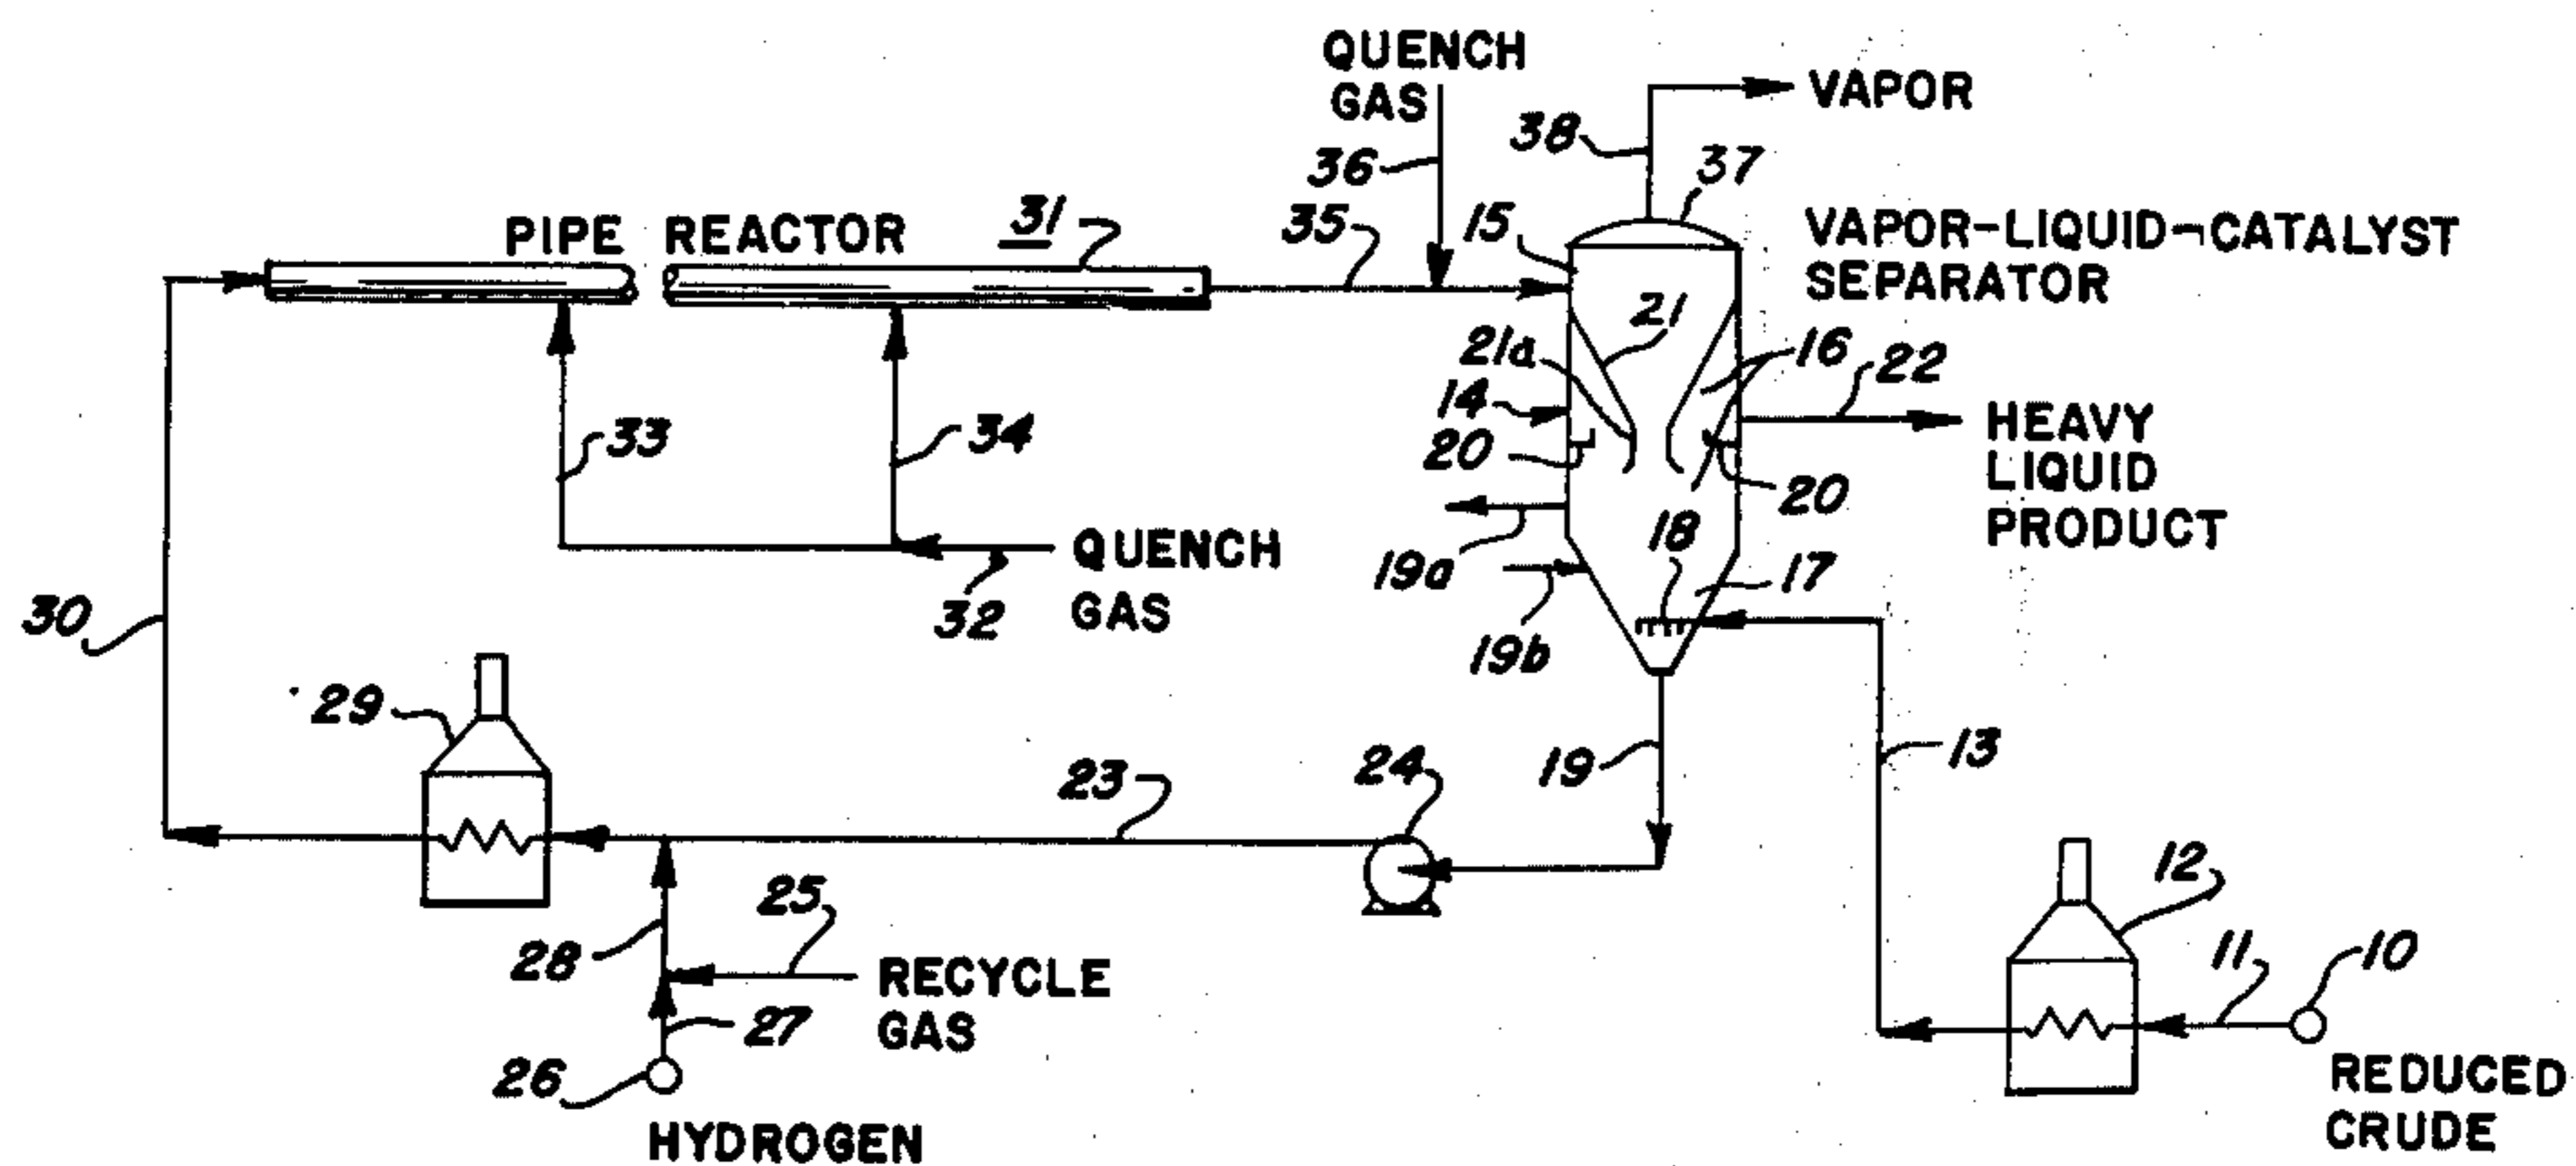 QUENCH
GAS
VAPOR
38
37
36
PIPE REACTOR
31
35
15
VAPOR-LIQUID-CATALYST
SEPARATOR
21
21a
16
22
14
33
34
20
HEAVY
LIQUID
PRODUCT
20
18
19a
17
QUENCH
GAS
32
30
19b
29
13
23
24
19
12
25
11
10
28
RECYCLE
GAS
27
26
REDUCED
CRUDE
HYDROGEN